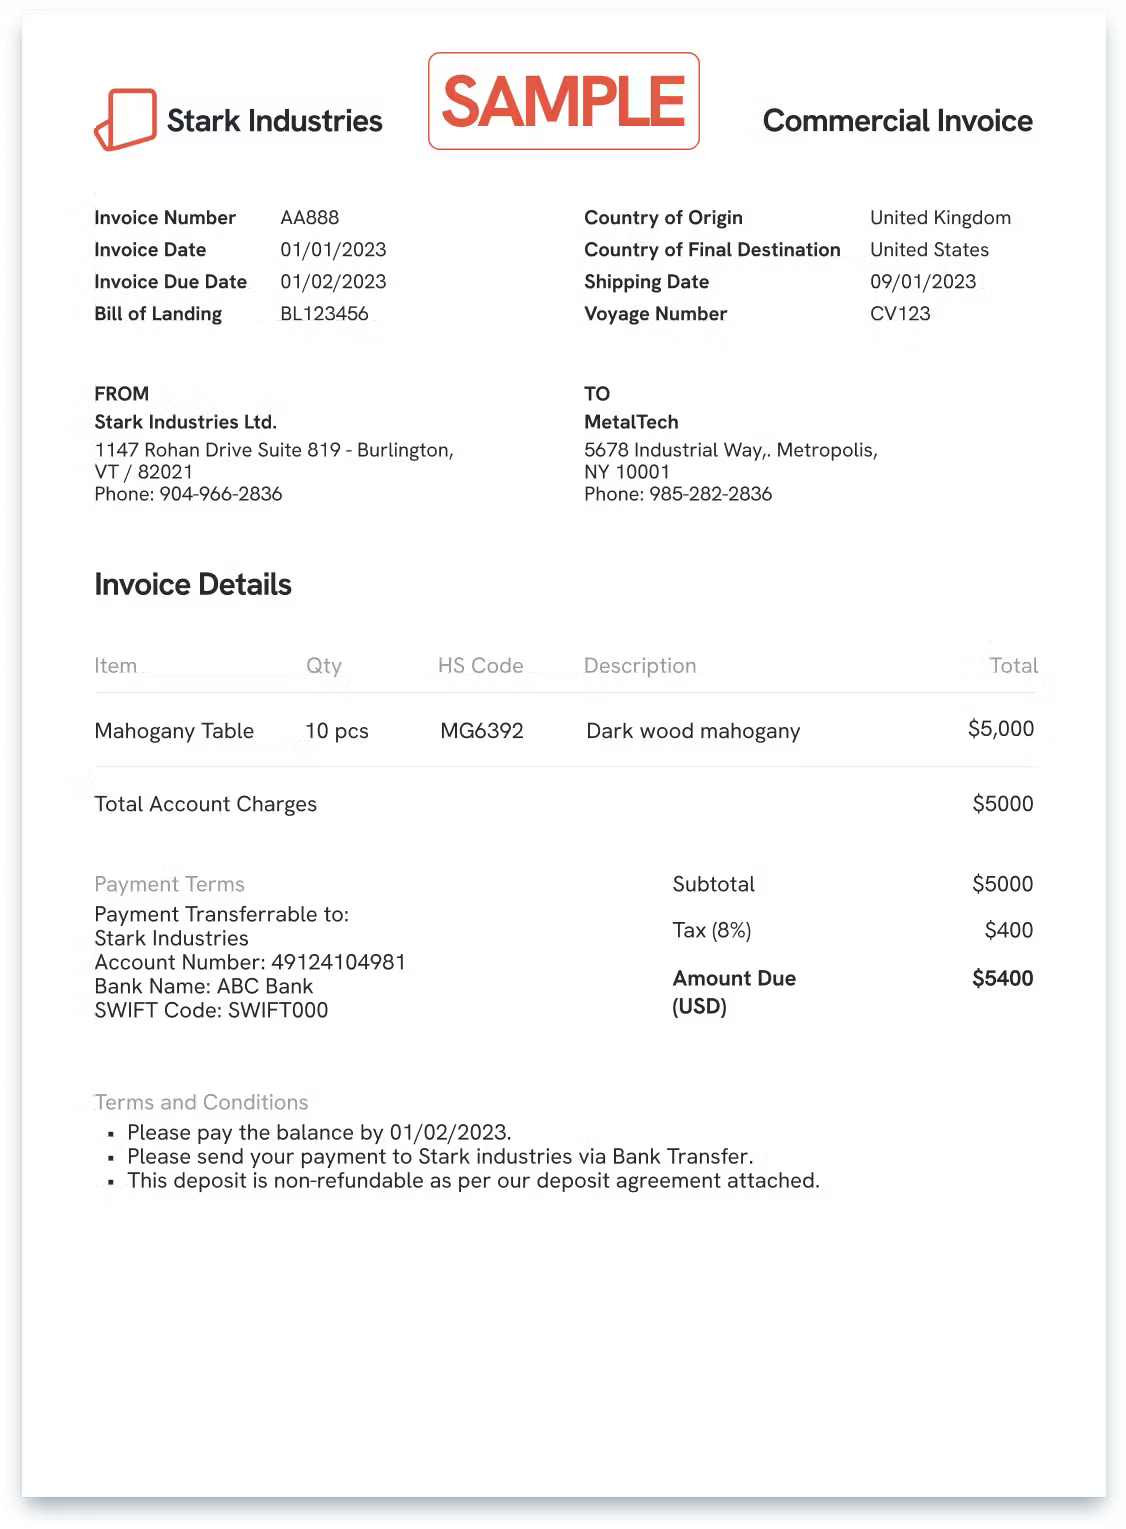 SAMPLE
Stark Industries
Commercial Invoice
Invoice Number AA888
Invoice Date 01/01/2023
Invoice Due Date 01/02/2023
Bill of Landing BL123456
Country of Origin United Kingdom
Country of Final Destination United States
Shipping Date 09/01/2023
Voyage Number CV123
FROM
Stark Industries Ltd.
1147 Rohan Drive Suite 819 - Burlington,
VT / 82021
Phone: 904-966-2836
TO
MetalTech
5678 Industrial Way,. Metropolis,
NY 10001
Phone: 985-282-2836
Invoice Details
Item Qty HS Code Description Total
Mahogany Table 10 pcs MG6392 Dark wood mahogany $5,000
Total Account Charges $5000
Payment Terms
Payment Transferrable to:
Stark Industries
Account Number: 49124104981
Bank Name: ABC Bank
SWIFT Code: SWIFT000
Subtotal $5000
Tax (8%) $400
Amount Due $5400
(USD)
Terms and Conditions
▪ Please pay the balance by 01/02/2023.
▪ Please send your payment to Stark industries via Bank Transfer.
▪ This deposit is non-refundable as per our deposit agreement attached.